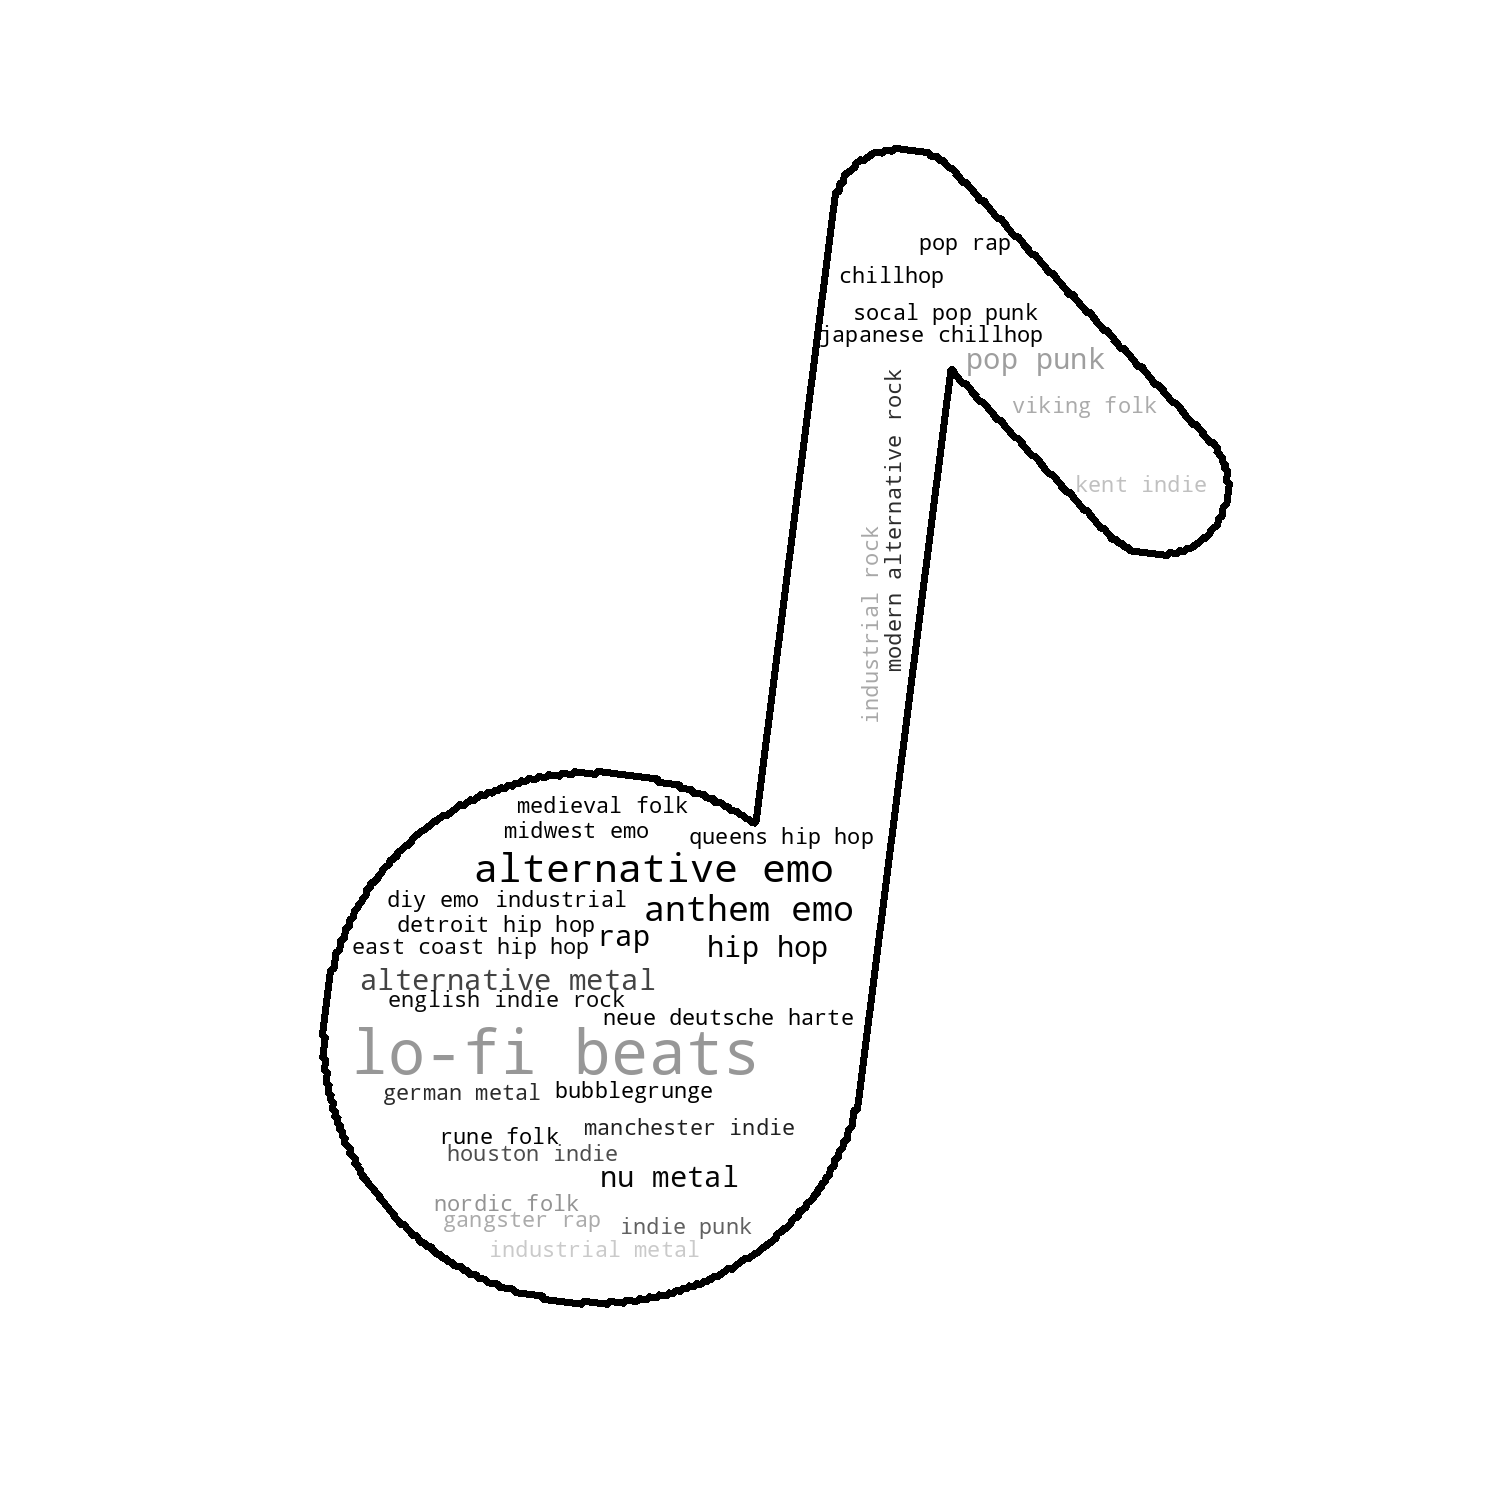 pop rap
chillhop
socal pop punk
japanese chillhop
pop punk
modern alternative rock
viking folk
kent indie
industrial rock
medieval folk
midwest emo
queens hip hop
alternative emo
diy emo
industrial
anthem emo
detroit hip hop
rap
east coast hip hop
hip hop
alternative metal
english indie rock
neue deutsche harte
lo-fi beats
german metal
bubblegrunge
manchester indie
rune folk
houston indie
nu metal
nordic folk
gangster rap
indie punk
industrial metal